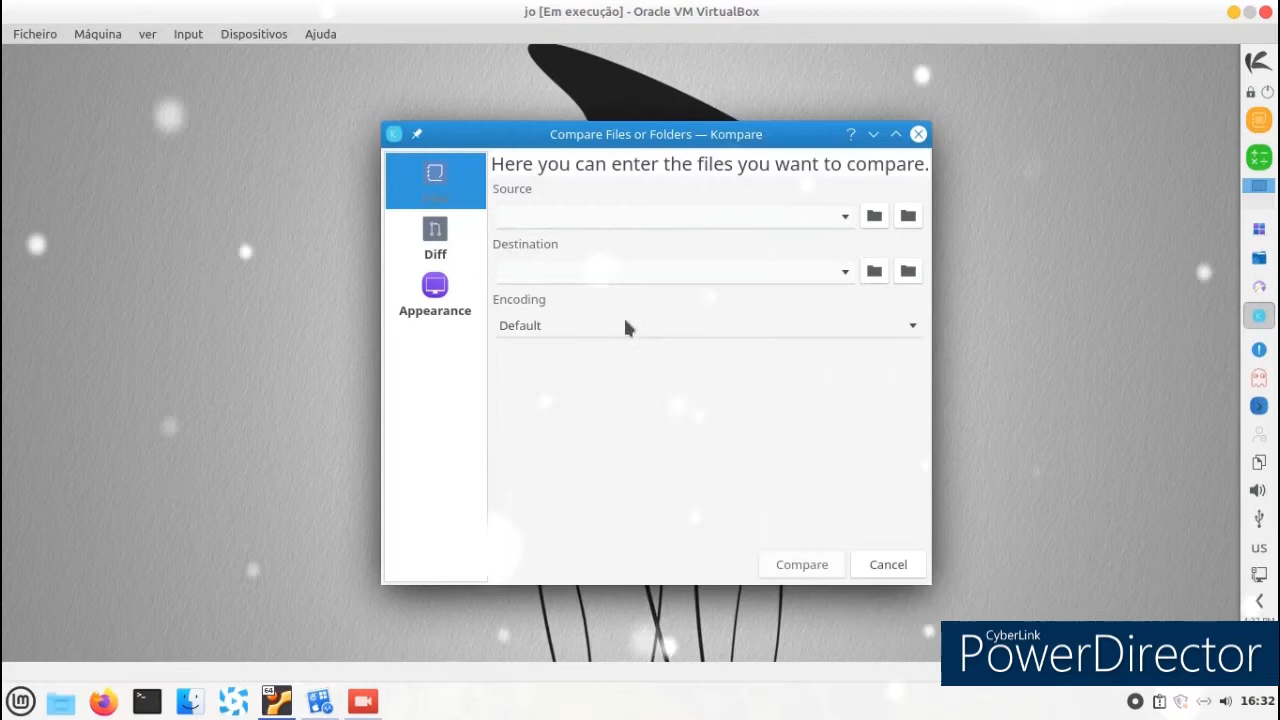 jo [Em execução] - Oracle VM VirtualBox
Ficheiro Máquina ver Input Dispositivos Ajuda
Compare Files or Folders — Kompare
Here you can enter the files you want to compare.
Source
Destination
Diff
Encoding
Appearance
Default
Compare Cancel
US
CyberLink
PowerDirector
64
16:32